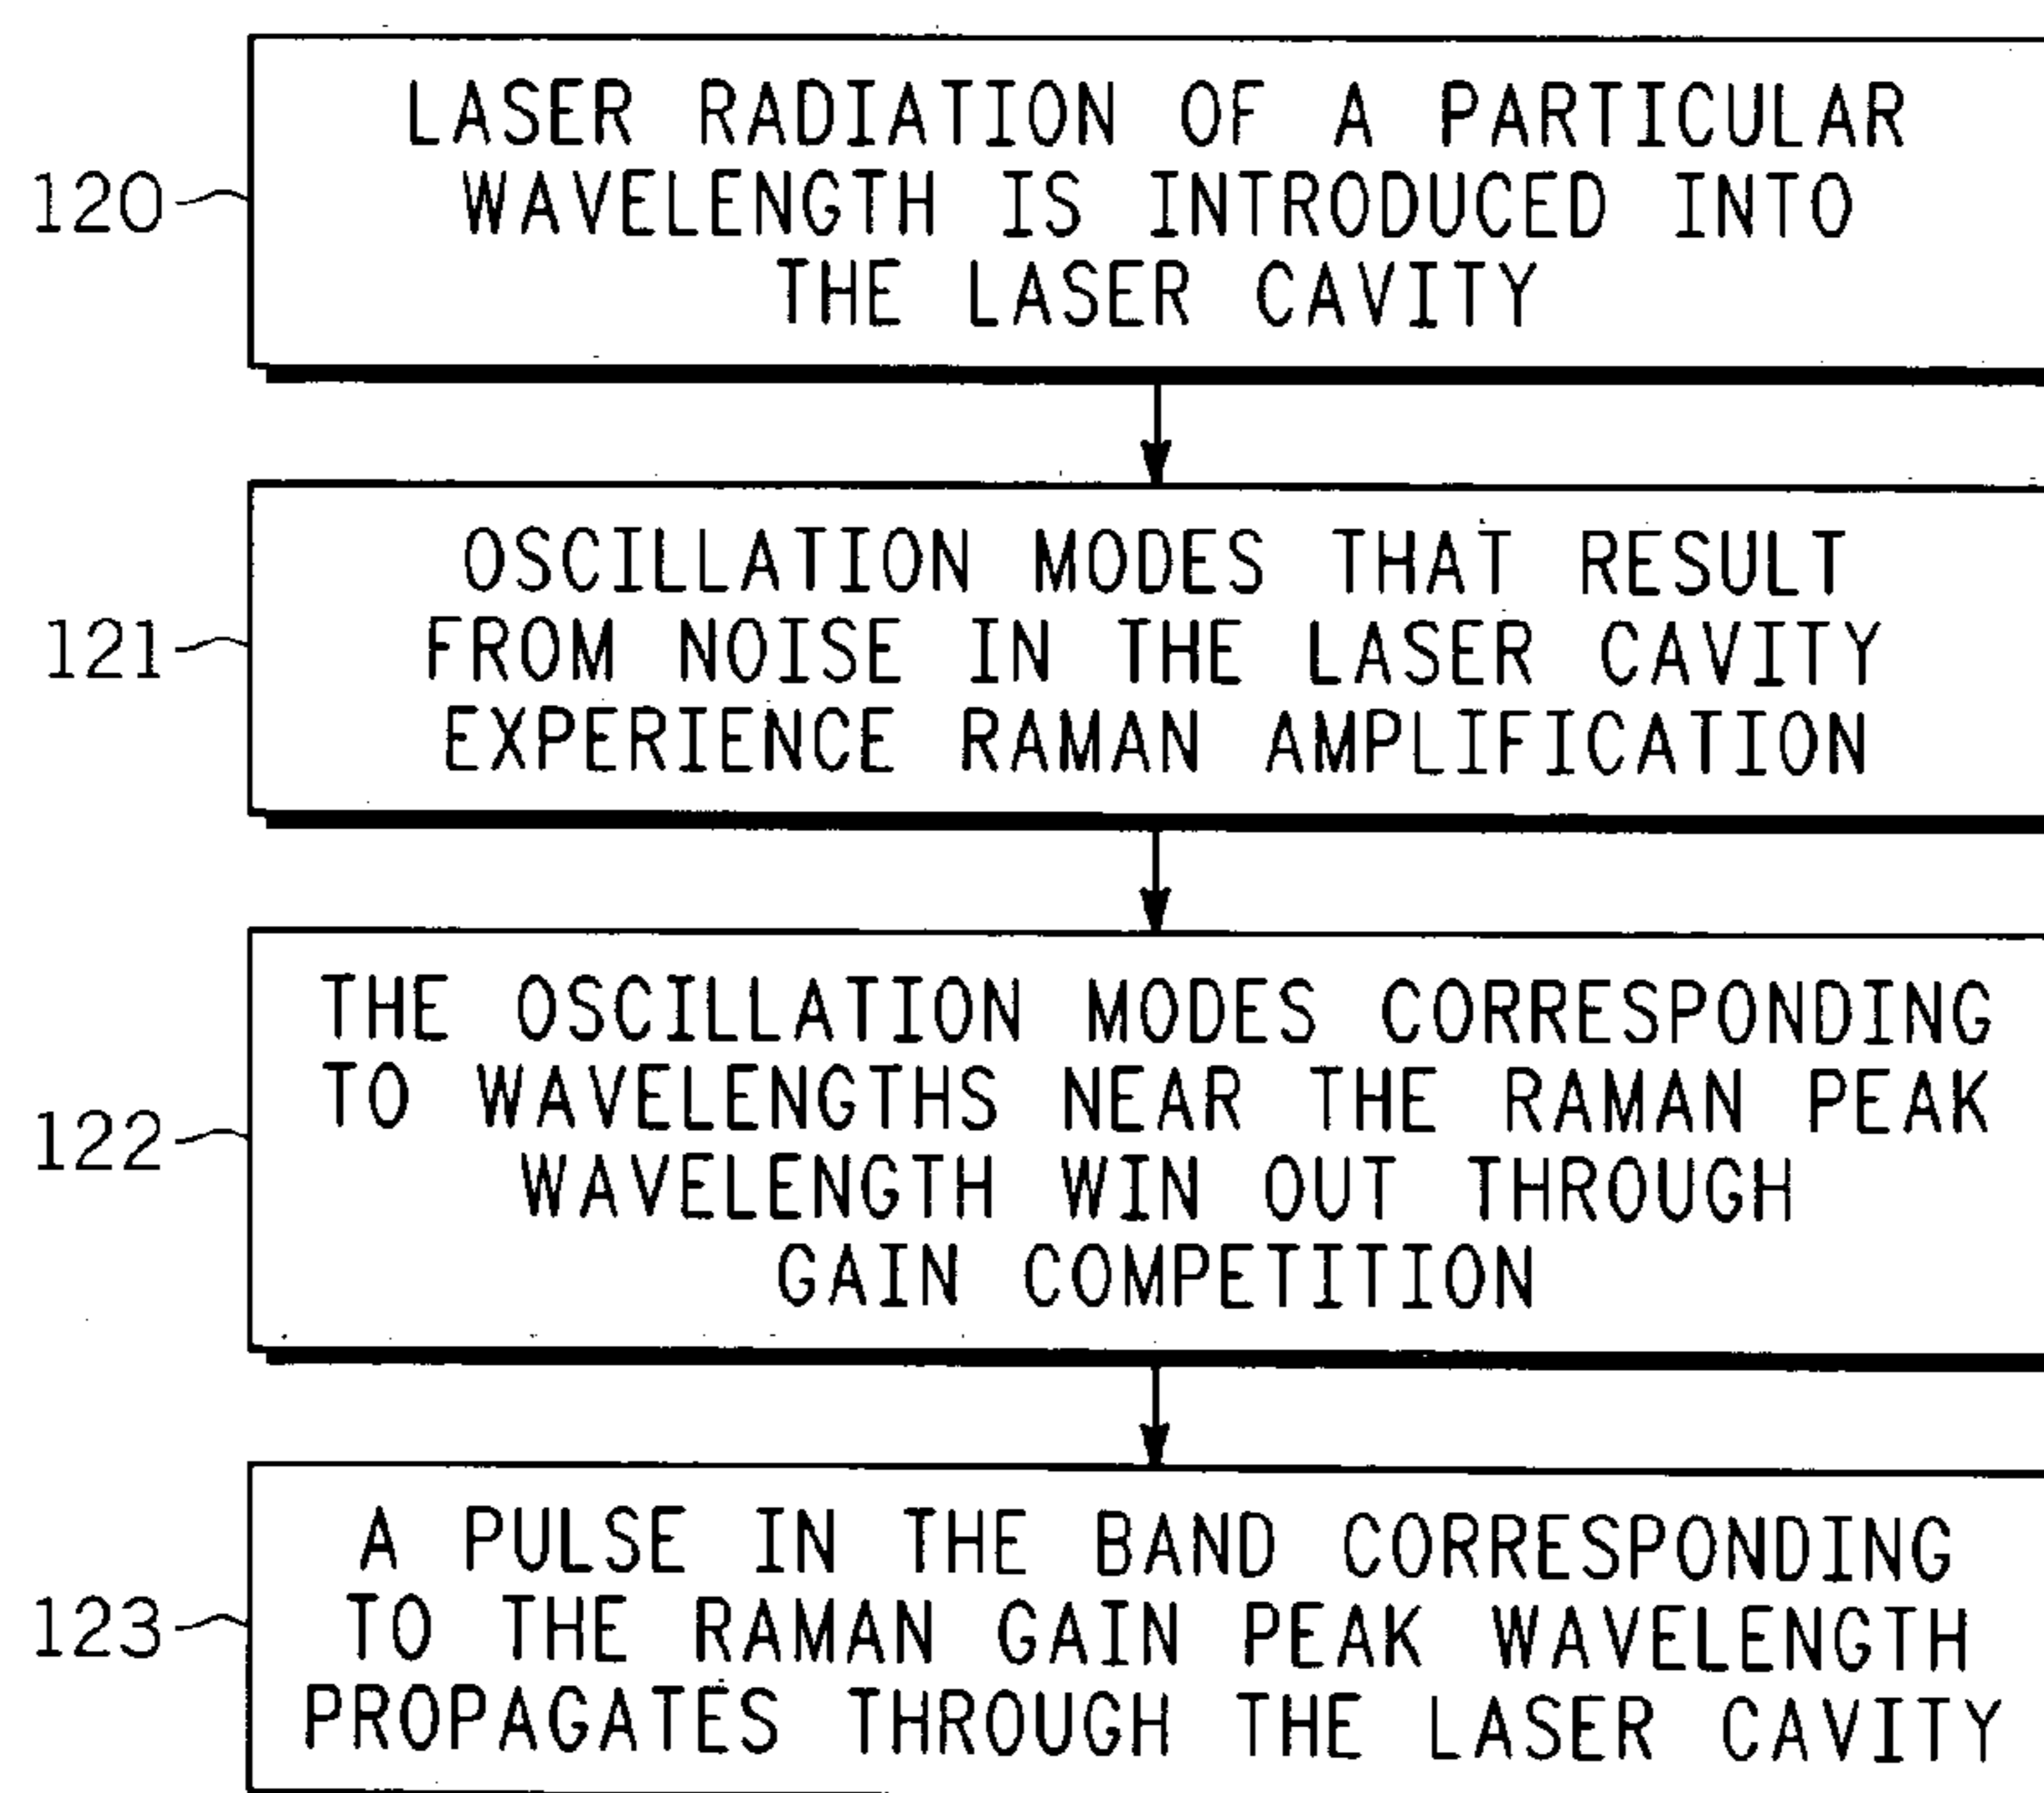 LASER RADIATION OF A PARTICULAR
120 WAVELENGTH IS INTRODUCED INTO
THE LASER CAVITY
OSCILLATION MODES THAT RESULT
121 FROM NOISE IN THE LASER CAVITY
EXPERIENCE RAMAN AMPLIFICATION
THE OSCILLATION MODES CORRESPONDING
TO WAVELENGTHS NEAR THE RAMAN PEAK
122
WAVELENGTH WIN OUT THROUGH
GAIN COMPETITION
A PULSE IN THE BAND CORRESPONDING
123 TO THE RAMAN GAIN PEAK WAVELENGTH
PROPAGATES THROUGH THE LASER CAVITY